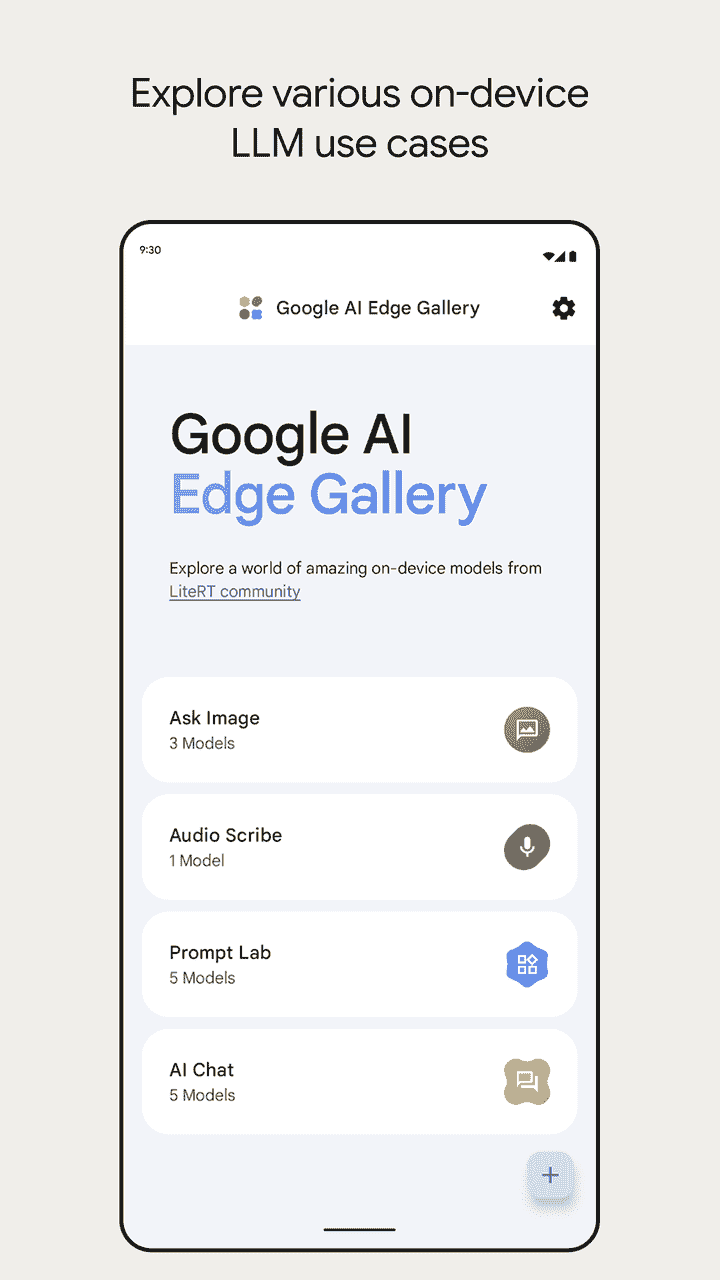 Explore various on-device
LLM use cases
9:30
Google AI Edge Gallery
Google AI
Edge Gallery
Explore a world of amazing on-device models from
LiteRT community
Ask Image
3 Models
Audio Scribe
1 Model
Prompt Lab
5 Models
AI Chat
5 Models